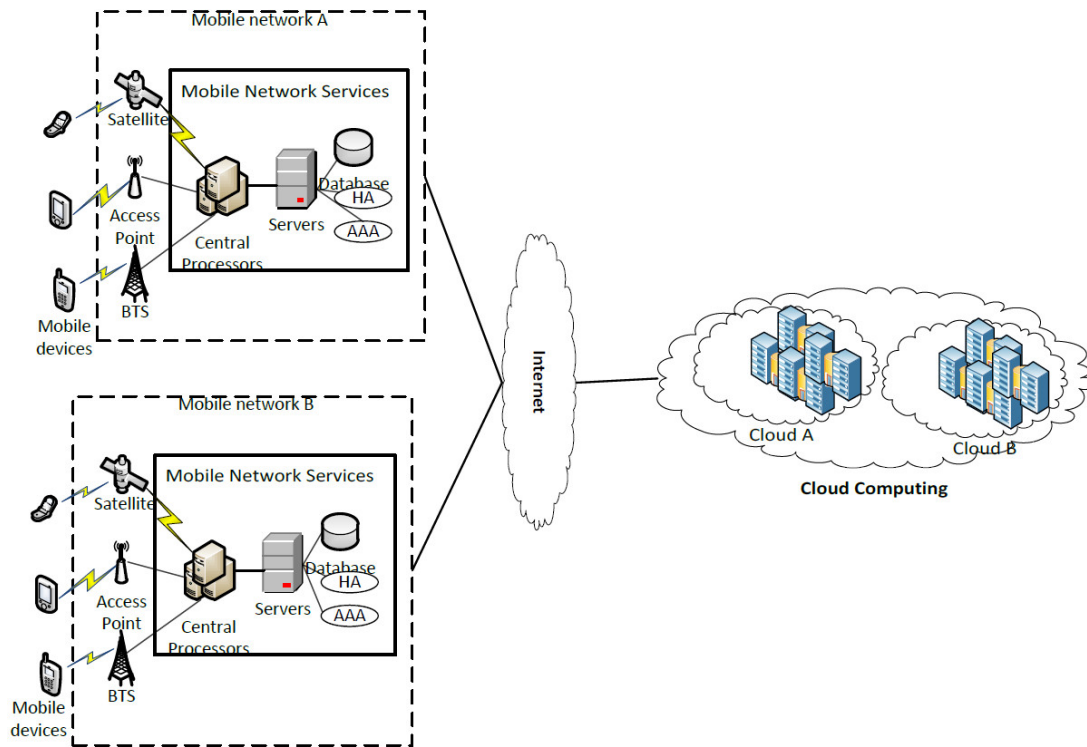 Mobile network A
Mobile Network Services
Satellite
Database
HA
Access
Point
Servers
AAA
Central
Processors
BTS
Mobile
devices
Mobile network B
Mobile Network Services
Satellite
Database
HA
Access
Point
Servers
AAA
Central
Processors
BTS
Mobile
devices
Internet
Cloud A
Cloud B
Cloud Computing